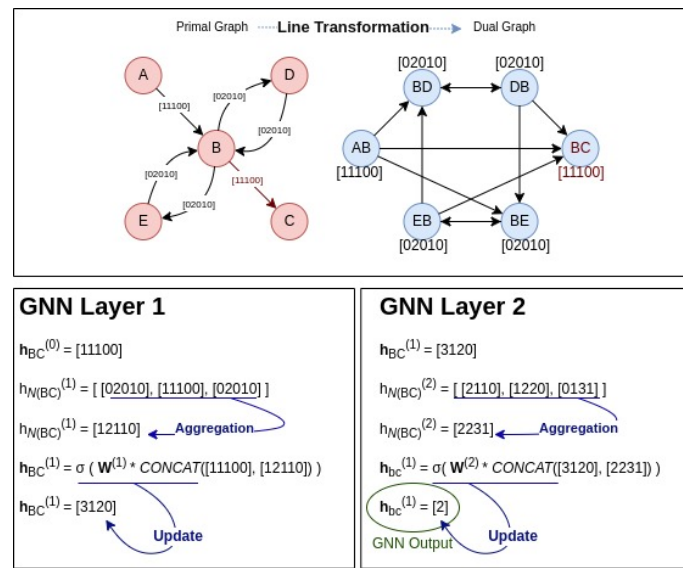 Primal Graph Line Transformation Dual Graph
A D
[11100] [02010]
[02010]
B
[02010] [11100]
[02010]
E C
[02010] [02010]
BD DB
AB BC
[11100] [11100]
EB BE
[02010] [02010]
GNN Layer 1
h_BC^(0) = [11100]
h_N(BC)^(1) = [ [02010], [11100], [02010] ]
h_N(BC)^(1) = [12110] Aggregation
h_BC^(1) = σ ( W^(1) * CONCAT([11100], [12110]) )
h_BC^(1) = [3120]
Update
GNN Layer 2
h_BC^(1) = [3120]
h_N(BC)^(2) = [ [2110], [1220], [0131] ]
h_N(BC)^(2) = [2231] Aggregation
h_bc^(1) = σ( W^(2) * CONCAT([3120], [2231]) )
h_bc^(1) = [2]
GNN Output Update